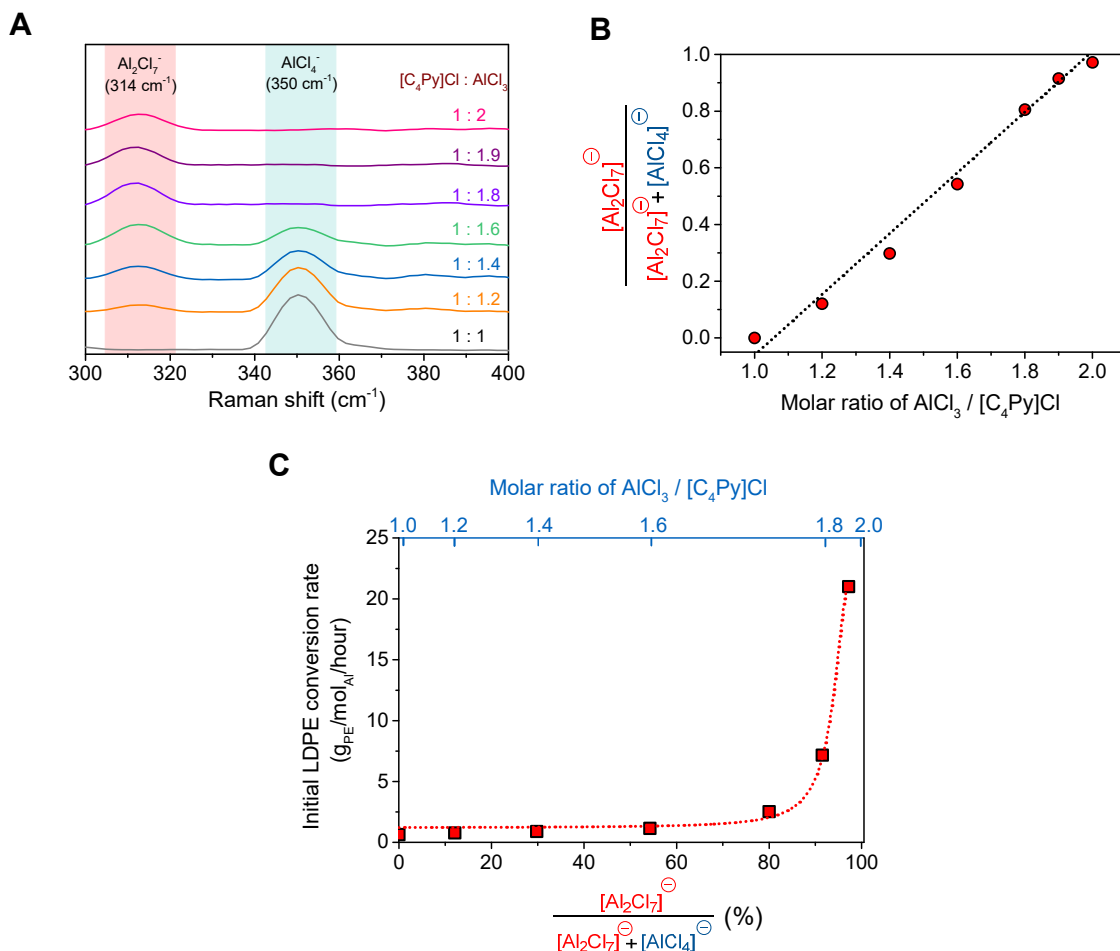 A
Al₂Cl₇⁻
(314 cm⁻¹)
AlCl₄⁻
(350 cm⁻¹)
[C₄Py]Cl : AlCl₃
1 : 2
1 : 1.9
1 : 1.8
1 : 1.6
1 : 1.4
1 : 1.2
1 : 1
300 320 340 360 380 400
Raman shift (cm⁻¹)
B
[Al₂Cl₇]⊖
[Al₂Cl₇]⊖+[AlCl₄]⊖
1.0
0.8
0.6
0.4
0.2
0.0
1.0 1.2 1.4 1.6 1.8 2.0
Molar ratio of AlCl₃ / [C₄Py]Cl
C
Molar ratio of AlCl₃ / [C₄Py]Cl
1.0 1.2 1.4 1.6 1.8 2.0
Initial LDPE conversion rate
(g_PE/mol_Al/hour)
25
20
15
10
5
0
0 20 40 60 80 100
[Al₂Cl₇]⊖
[Al₂Cl₇]⊖+[AlCl₄]⊖ (%)